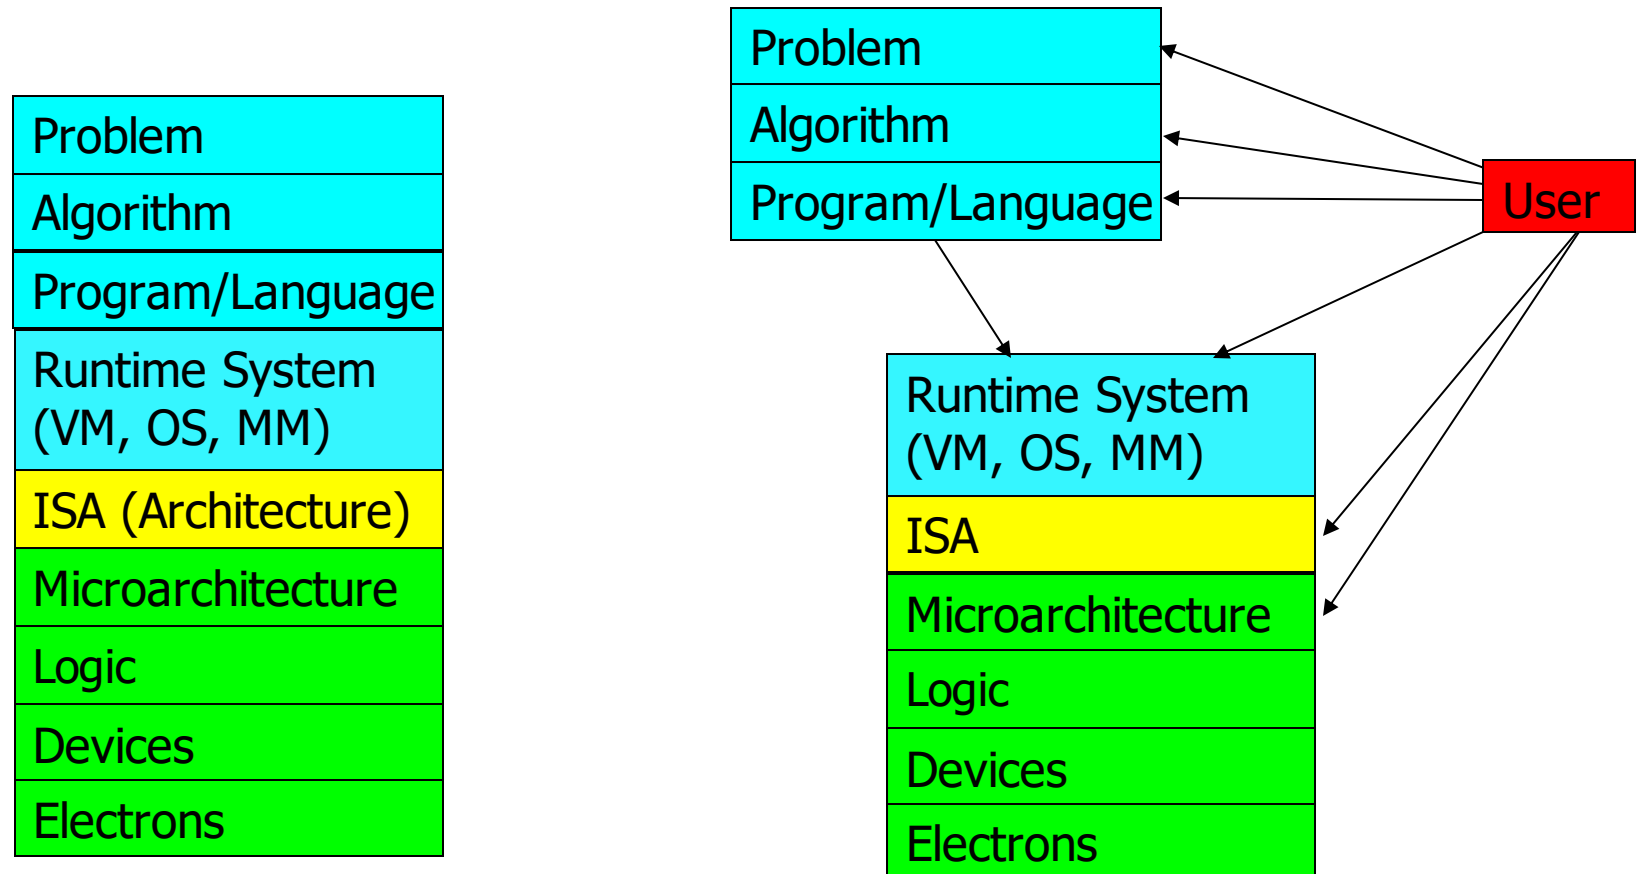 Problem
Algorithm
Program/Language
Runtime System
(VM, OS, MM)
ISA (Architecture)
Microarchitecture
Logic
Devices
Electrons
Problem
Algorithm
Program/Language
User
Runtime System
(VM, OS, MM)
ISA
Microarchitecture
Logic
Devices
Electrons